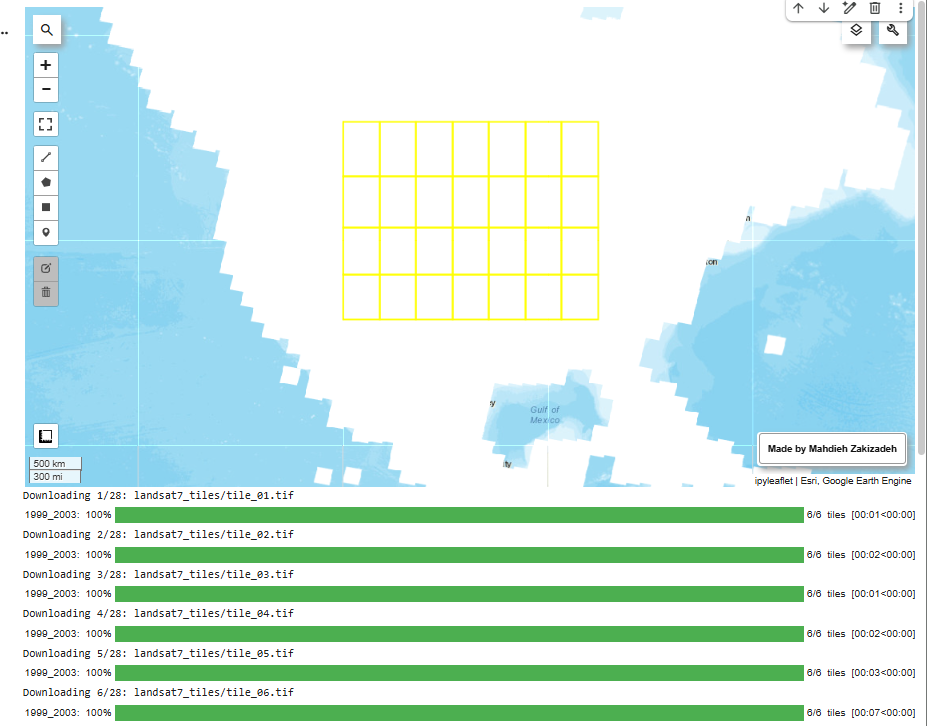 +
−
n
.on
sy
Gulf of
Mexico
ty
500 km
300 mi
Made by Mahdieh Zakizadeh
ipyleaflet | Esri, Google Earth Engine
Downloading 1/28: landsat7_tiles/tile_01.tif
1999_2003: 100% 6/6 tiles [00:01<00:00]
Downloading 2/28: landsat7_tiles/tile_02.tif
1999_2003: 100% 6/6 tiles [00:02<00:00]
Downloading 3/28: landsat7_tiles/tile_03.tif
1999_2003: 100% 6/6 tiles [00:01<00:00]
Downloading 4/28: landsat7_tiles/tile_04.tif
1999_2003: 100% 6/6 tiles [00:02<00:00]
Downloading 5/28: landsat7_tiles/tile_05.tif
1999_2003: 100% 6/6 tiles [00:03<00:00]
Downloading 6/28: landsat7_tiles/tile_06.tif
1999_2003: 100% 6/6 tiles [00:07<00:00]